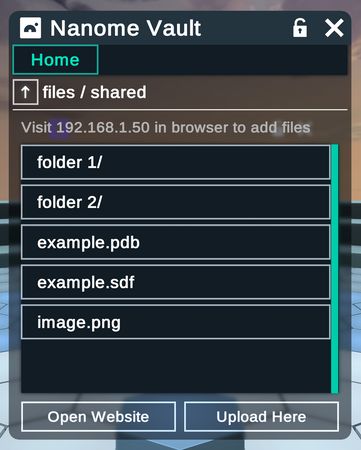 Nanome Vault
Home
files / shared
Visit 192.168.1.50 in browser to add files
folder 1/
folder 2/
example.pdb
example.sdf
image.png
Open Website
Upload Here